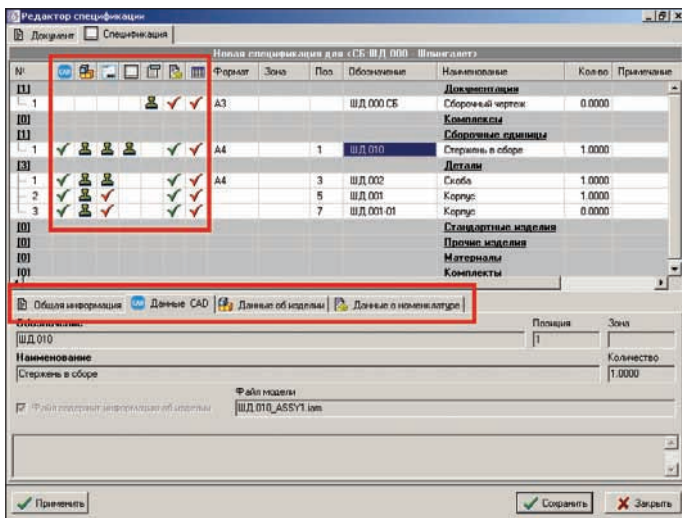 Редактор спецификации
Документ Спецификация
Новая спецификация для <СБ ШД 000 - Шпингалет>
№ CAD Формат Зона Поз. Обозначение Наименование Кол-во Примечание
[1] Документация
1 А3 ШД.000 СБ Сборочный чертеж 0.0000
[0] Комплексы
[1] Сборочные единицы
1 А4 1 ШД.010 Стержень в сборе 1.0000
[3] Детали
1 А4 3 ШД.002 Скоба 1.0000
2 5 ШД.001 Корпус 1.0000
3 7 ШД.001-01 Корпус 0.0000
[0] Стандартные изделия
[0] Прочие изделия
[0] Материалы
[0] Комплекты
Общая информация CAD Данные CAD Данные об изделии Данные о номенклатуре
Обозначение Позиция Зона
ШД.010 1
Наименование Количество
Стержень в сборе 1.0000
Файл модели
Файл содержит информацию об изделии ШД.010_ASSY1.iam
Применить Сохранить Закрыть